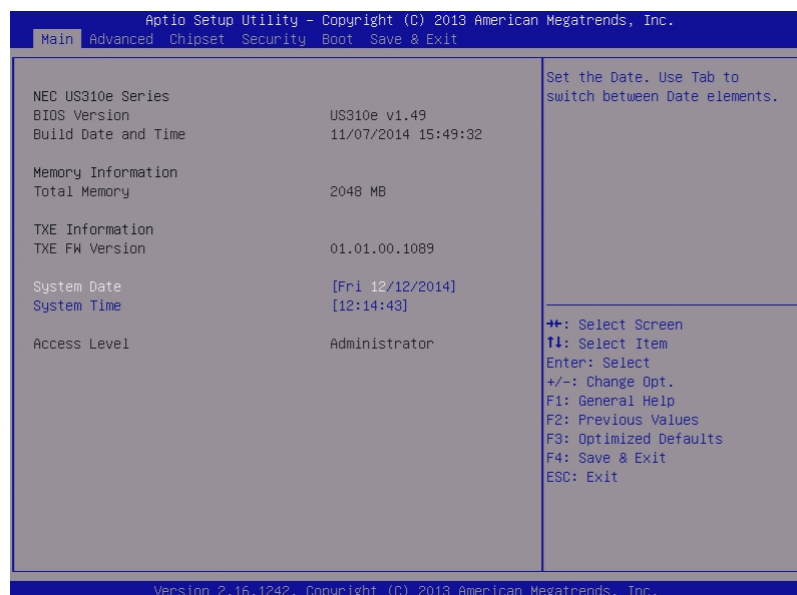 Aptio Setup Utility – Copyright (C) 2013 American Megatrends, Inc.
Main Advanced Chipset Security Boot Save & Exit
NEC US310e Series
BIOS Version US310e v1.49
Build Date and Time 11/07/2014 15:49:32
Memory Information
Total Memory 2048 MB
TXE Information
TXE FW Version 01.01.00.1089
System Date [Fri 12/12/2014]
System Time [12:14:43]
Access Level Administrator
Set the Date. Use Tab to
switch between Date elements.
→←: Select Screen
↑↓: Select Item
Enter: Select
+/-: Change Opt.
F1: General Help
F2: Previous Values
F3: Optimized Defaults
F4: Save & Exit
ESC: Exit
Version 2.16.1242. Copyright (C) 2013 American Megatrends, Inc.